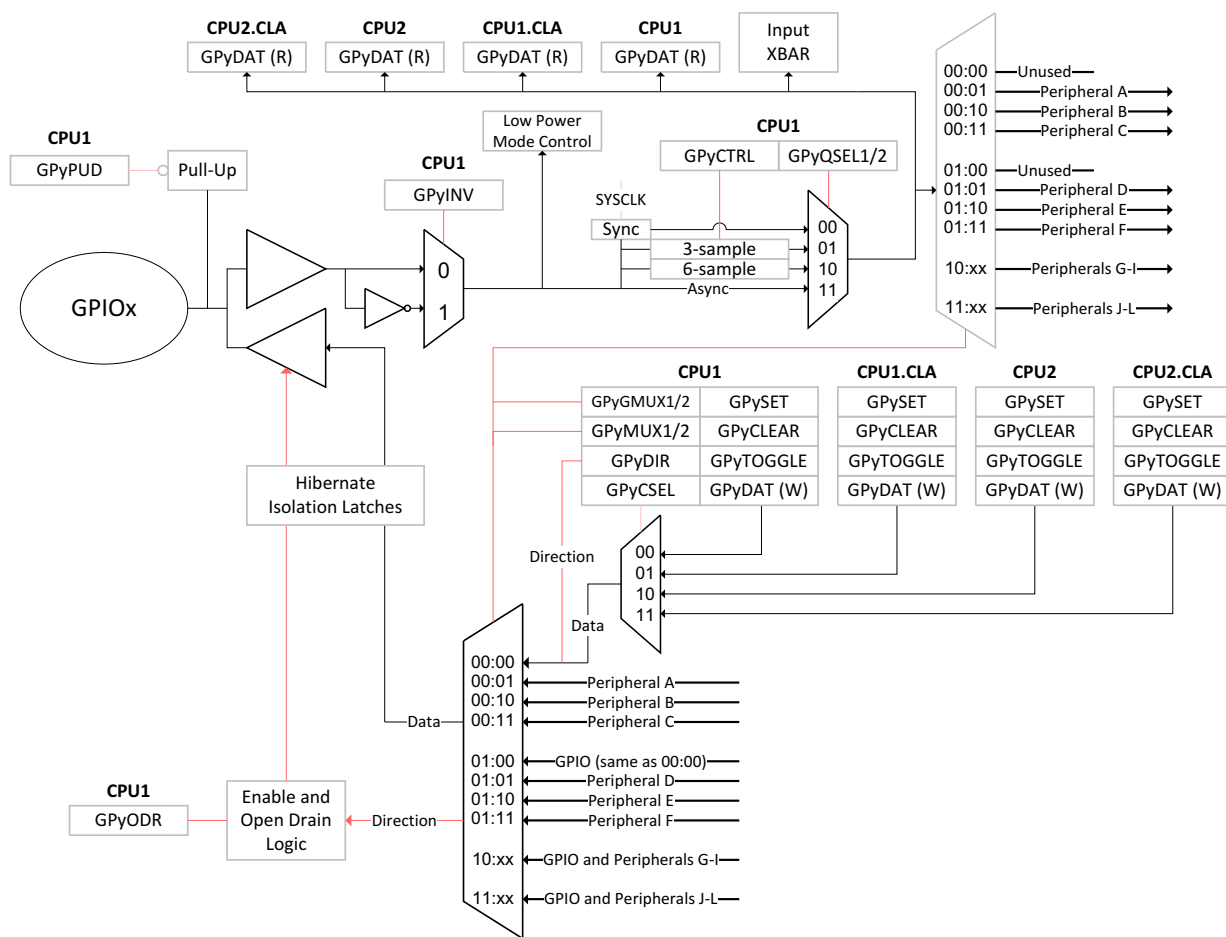 CPU2.CLA
GPyDAT (R)
CPU2
GPyDAT (R)
CPU1.CLA
GPyDAT (R)
CPU1
GPyDAT (R)
Input
XBAR
00:00
Unused
00:01
Peripheral A
00:10
Peripheral B
00:11
Peripheral C
01:00
Unused
01:01
Peripheral D
01:10
Peripheral E
01:11
Peripheral F
10:xx
Peripherals G-I
11:xx
Peripherals J-L
CPU1
GPyPUD
Pull-Up
Low Power
Mode Control
CPU1
GPyINV
0
1
CPU1
GPyCTRL
GPyQSEL1/2
SYSCLK
Sync
3-sample
6-sample
Async
00
01
10
11
GPIOx
CPU1
GPyGMUX1/2
GPySET
GPyMUX1/2
GPyCLEAR
GPyDIR
GPyTOGGLE
GPyCSEL
GPyDAT (W)
CPU1.CLA
GPySET
GPyCLEAR
GPyTOGGLE
GPyDAT (W)
CPU2
GPySET
GPyCLEAR
GPyTOGGLE
GPyDAT (W)
CPU2.CLA
GPySET
GPyCLEAR
GPyTOGGLE
GPyDAT (W)
Hibernate
Isolation Latches
Direction
00
01
10
11
Data
00:00
00:01
Peripheral A
00:10
Peripheral B
00:11
Peripheral C
Data
01:00
GPIO (same as 00:00)
01:01
Peripheral D
01:10
Peripheral E
01:11
Peripheral F
10:xx
GPIO and Peripherals G-I
11:xx
GPIO and Peripherals J-L
CPU1
GPyODR
Enable and
Open Drain
Logic
Direction